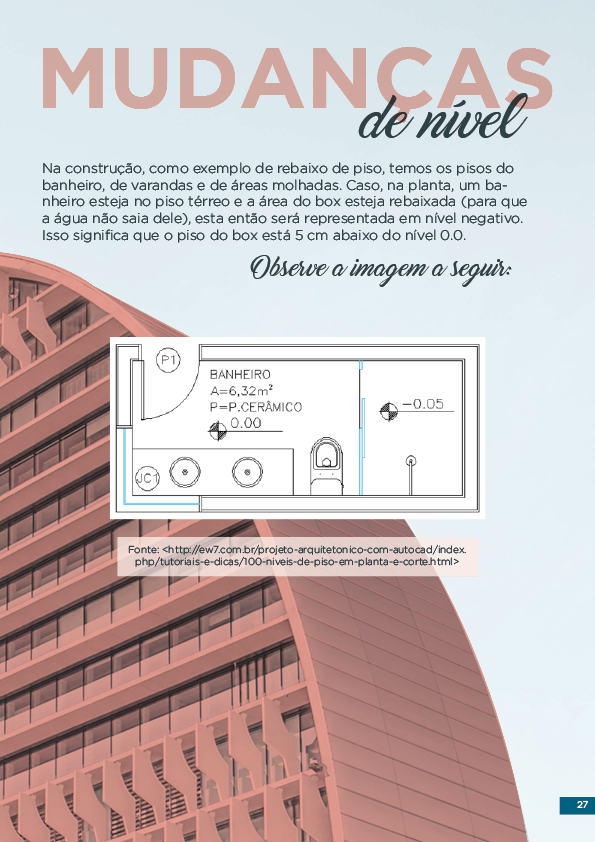 MUDANÇAS
de nível
Na construção, como exemplo de rebaixo de piso, temos os pisos do
banheiro, de varandas e de áreas molhadas. Caso, na planta, um ba-
nheiro esteja no piso térreo e a área do box esteja rebaixada (para que
a água não saia dele), esta então será representada em nível negativo.
Isso significa que o piso do box está 5 cm abaixo do nível 0.0.
Observe a imagem a seguir:
P1
BANHEIRO
A=6,32m²
P=P.CERÂMICO
0.00
-0.05
JC1
Fonte: <http://ew7.com.br/projeto-arquitetonico-com-autocad/index.
php/tutoriais-e-dicas/100-niveis-de-piso-em-planta-e-corte.html>
27